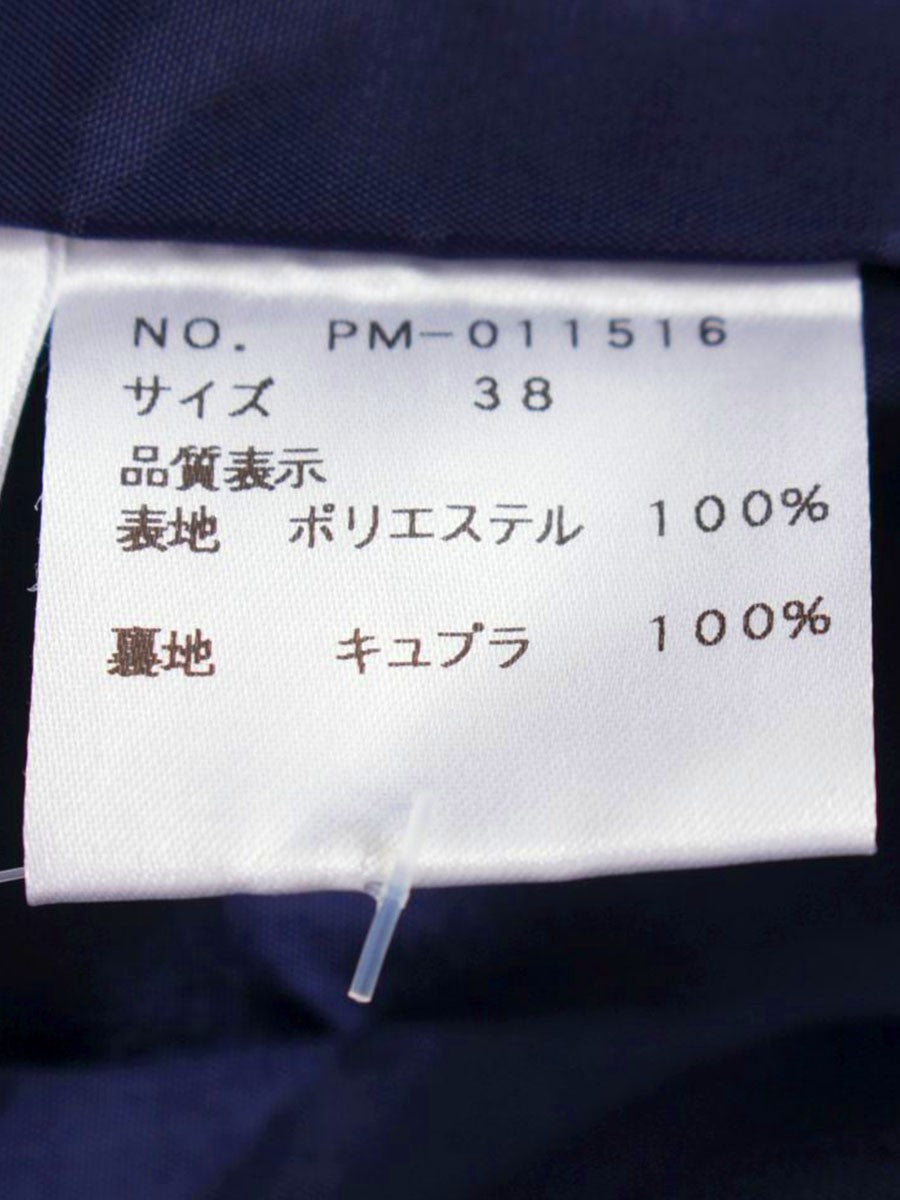 NO. PM-011516
サイズ 38
品質表示
表地 ポリエステル 100%
裏地 キュプラ 100%